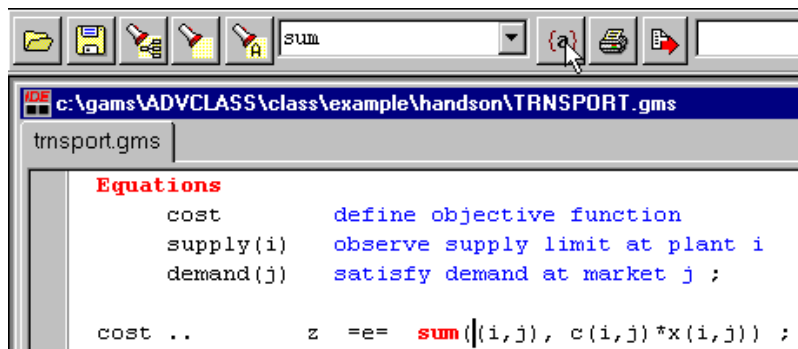 A sum {a}
IDE c:\gams\ADVCLASS\class\example\handson\TRNSPORT.gms
trnsport.gms
Equations
cost define objective function
supply(i) observe supply limit at plant i
demand(j) satisfy demand at market j ;
cost .. z =e= sum((i,j), c(i,j)*x(i,j)) ;